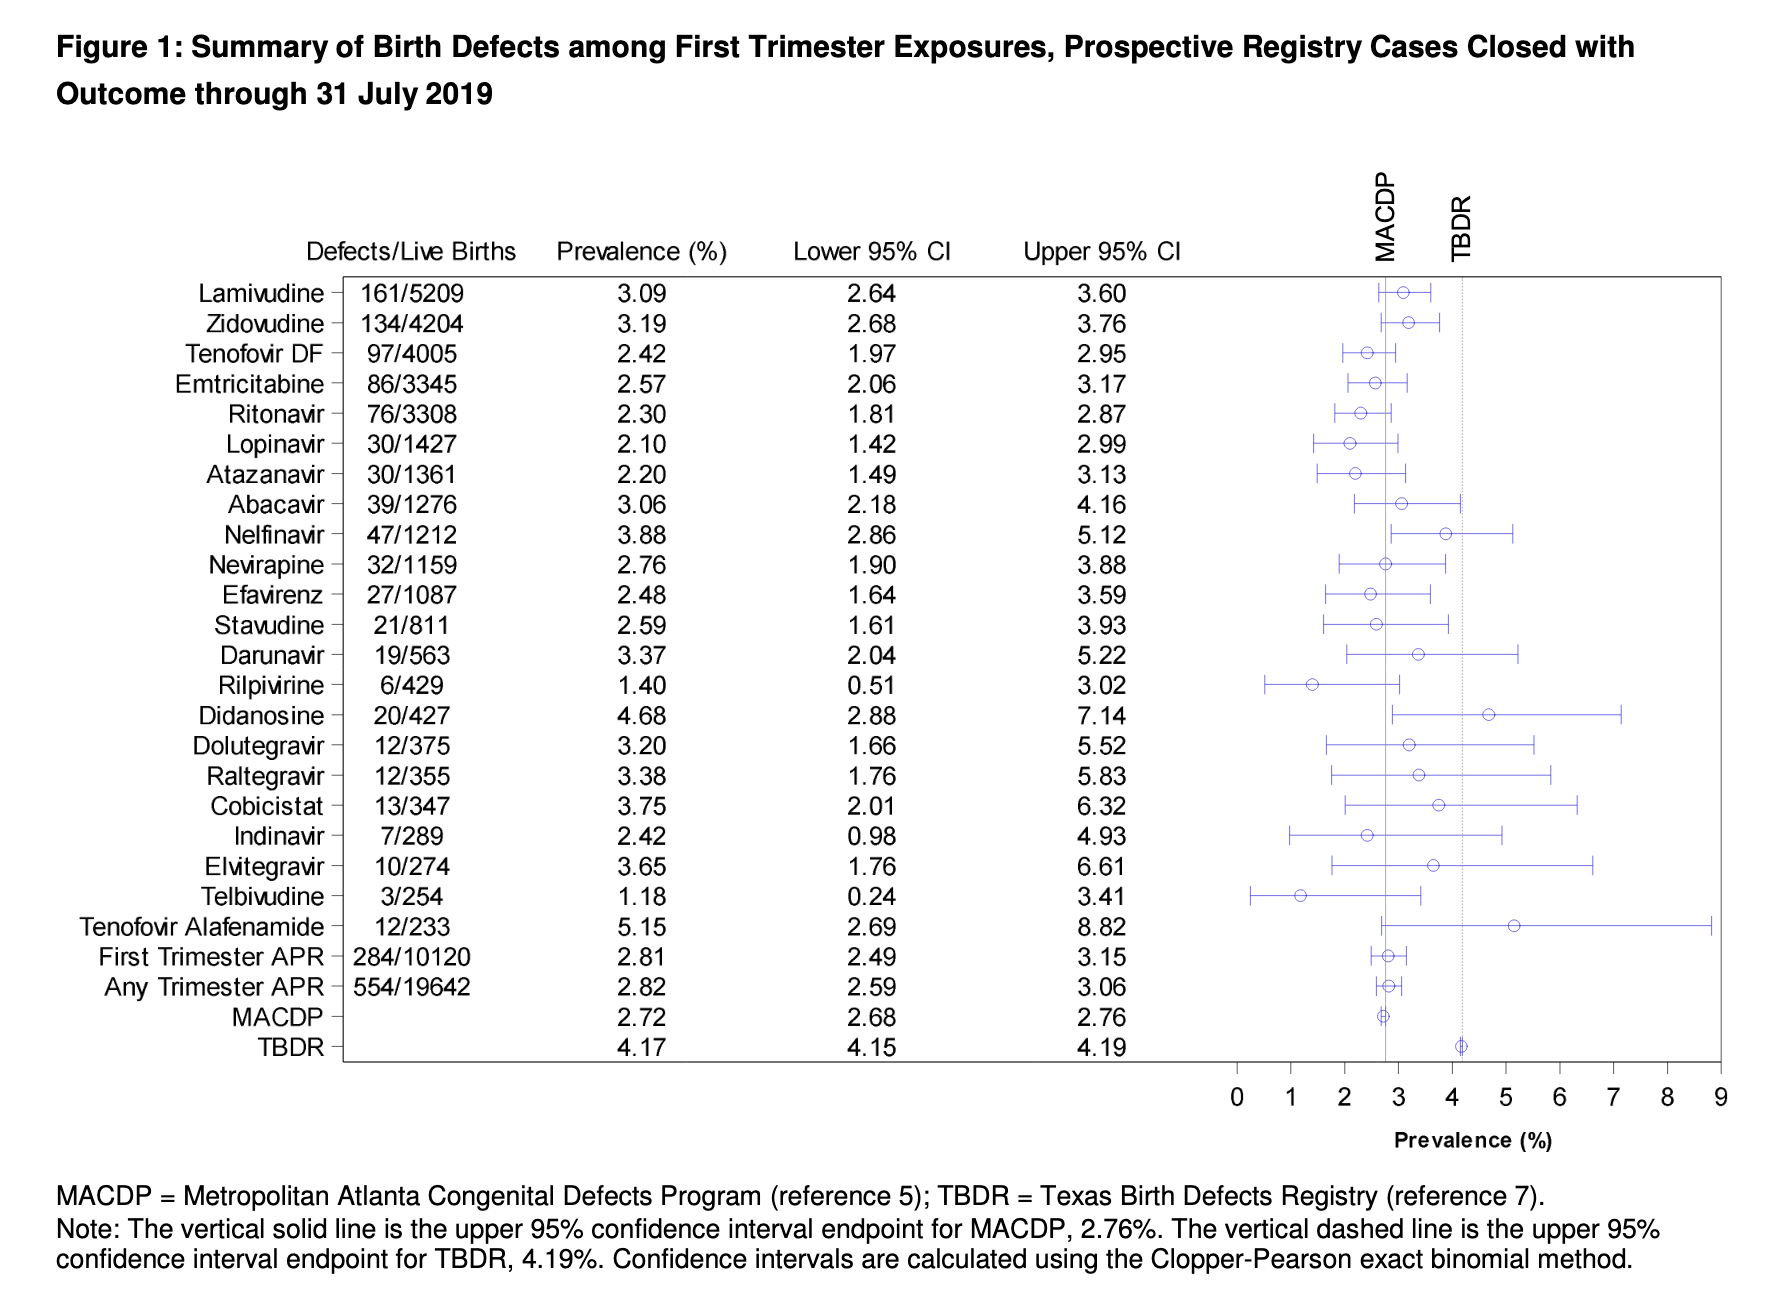 Figure 1: Summary of Birth Defects among First Trimester Exposures, Prospective Registry Cases Closed with
Outcome through 31 July 2019
MACDP
TBDR
Defects/Live Births Prevalence (%) Lower 95% CI Upper 95% CI
Lamivudine 161/5209 3.09 2.64 3.60
Zidovudine 134/4204 3.19 2.68 3.76
Tenofovir DF 97/4005 2.42 1.97 2.95
Emtricitabine 86/3345 2.57 2.06 3.17
Ritonavir 76/3308 2.30 1.81 2.87
Lopinavir 30/1427 2.10 1.42 2.99
Atazanavir 30/1361 2.20 1.49 3.13
Abacavir 39/1276 3.06 2.18 4.16
Nelfinavir 47/1212 3.88 2.86 5.12
Nevirapine 32/1159 2.76 1.90 3.88
Efavirenz 27/1087 2.48 1.64 3.59
Stavudine 21/811 2.59 1.61 3.93
Darunavir 19/563 3.37 2.04 5.22
Rilpivirine 6/429 1.40 0.51 3.02
Didanosine 20/427 4.68 2.88 7.14
Dolutegravir 12/375 3.20 1.66 5.52
Raltegravir 12/355 3.38 1.76 5.83
Cobicistat 13/347 3.75 2.01 6.32
Indinavir 7/289 2.42 0.98 4.93
Elvitegravir 10/274 3.65 1.76 6.61
Telbivudine 3/254 1.18 0.24 3.41
Tenofovir Alafenamide 12/233 5.15 2.69 8.82
First Trimester APR 284/10120 2.81 2.49 3.15
Any Trimester APR 554/19642 2.82 2.59 3.06
MACDP 2.72 2.68 2.76
TBDR 4.17 4.15 4.19
0 1 2 3 4 5 6 7 8 9
Prevalence (%)
MACDP = Metropolitan Atlanta Congenital Defects Program (reference 5); TBDR = Texas Birth Defects Registry (reference 7).
Note: The vertical solid line is the upper 95% confidence interval endpoint for MACDP, 2.76%. The vertical dashed line is the upper 95%
confidence interval endpoint for TBDR, 4.19%. Confidence intervals are calculated using the Clopper-Pearson exact binomial method.